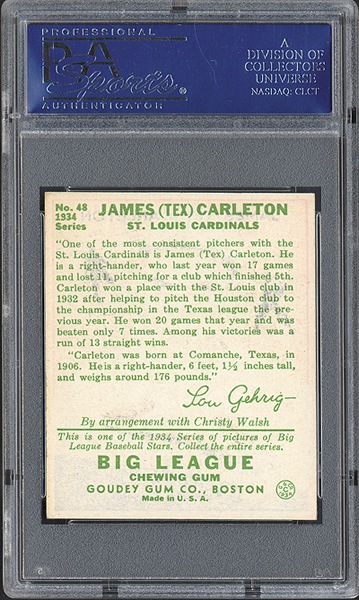 PROFESSIONAL
PSA
Sports
®
AUTHENTICATOR
A
DIVISION OF
COLLECTORS
UNIVERSE
NASDAQ: CLCT
No. 48
1934
Series
JAMES (TEX) CARLETON
ST. LOUIS CARDINALS
"One of the most consistent pitchers with the
St. Louis Cardinals is James (Tex) Carleton. He
is a right-hander, who last year won 17 games
and lost 11, pitching for a club which finished 5th.
Carleton won a place with the St. Louis club in
1932 after helping to pitch the Houston club to
the championship in the Texas league the pre-
vious year. He won 20 games that year and was
beaten only 7 times. Among his victories was a
run of 13 straight wins.
"Carleton was born at Comanche, Texas, in
1906. He is a right-hander, 6 feet, 1½ inches tall,
and weighs around 176 pounds."
Lou Gehrig—
By arrangement with Christy Walsh
This is one of the 1934 Series of pictures of Big
League Baseball Stars. Collect the entire series.
BIG LEAGUE
CHEWING GUM
GOUDEY GUM CO., BOSTON
Made in U. S. A.